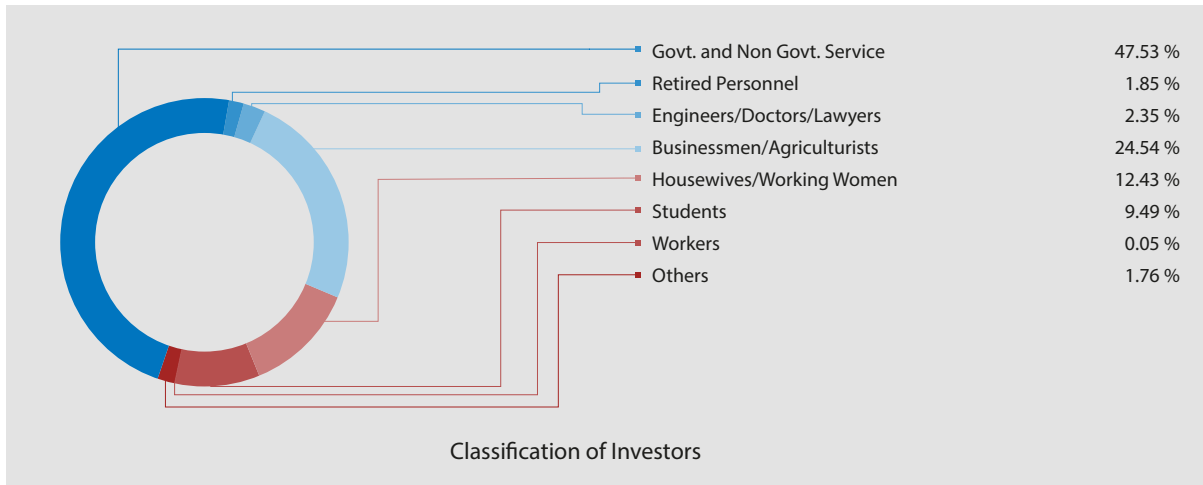 Govt. and Non Govt. Service 47.53 %
Retired Personnel 1.85 %
Engineers/Doctors/Lawyers 2.35 %
Businessmen/Agriculturists 24.54 %
Housewives/Working Women 12.43 %
Students 9.49 %
Workers 0.05 %
Others 1.76 %
Classification of Investors